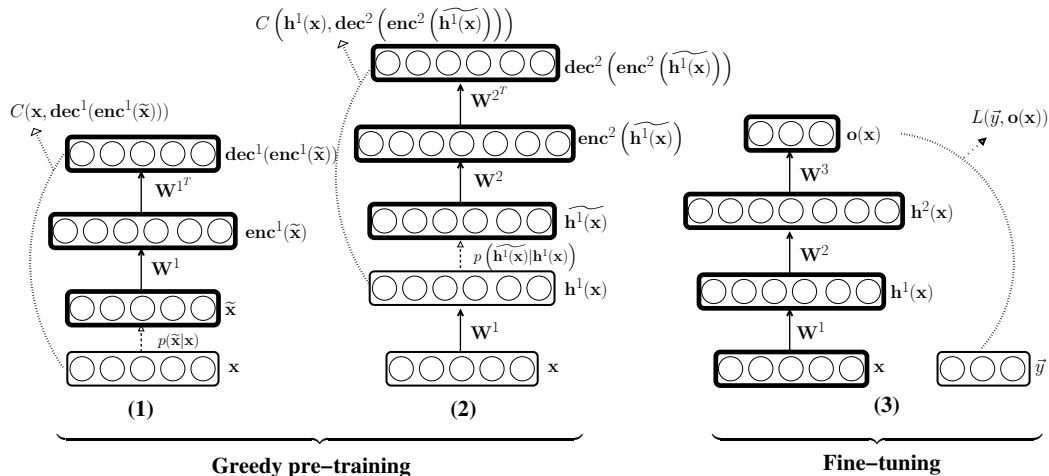 C(x, dec¹(enc¹(x̃)))
dec¹(enc¹(x̃))
W¹ᵀ
enc¹(x̃)
W¹
x̃
p(x̃|x)
x
(1)
C(h¹(x), dec²(enc²(h¹(x)~)))
dec²(enc²(h¹(x)~))
W²ᵀ
enc²(h¹(x)~)
W²
h¹(x)~
p(h¹(x)~|h¹(x))
h¹(x)
W¹
x
(2)
Greedy pre−training
L(y⃗, o(x))
o(x)
W³
h²(x)
W²
h¹(x)
W¹
x
y⃗
(3)
Fine−tuning